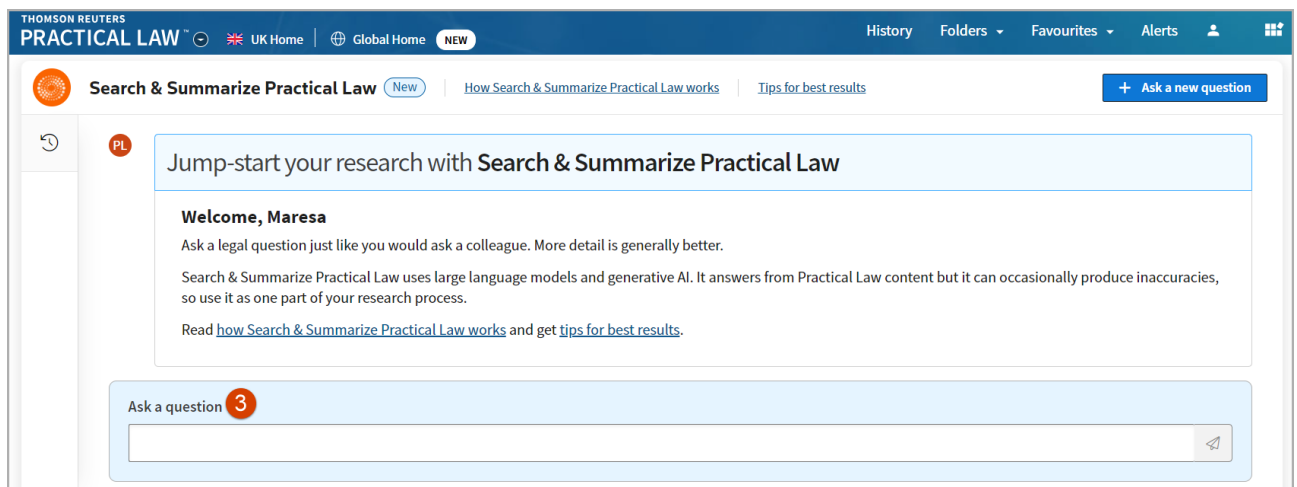 THOMSON REUTERS
PRACTICAL LAW™ UK Home Global Home NEW History Folders Favourites Alerts
Search & Summarize Practical Law New How Search & Summarize Practical Law works Tips for best results + Ask a new question
PL
Jump-start your research with Search & Summarize Practical Law
Welcome, Maresa
Ask a legal question just like you would ask a colleague. More detail is generally better.
Search & Summarize Practical Law uses large language models and generative AI. It answers from Practical Law content but it can occasionally produce inaccuracies,
so use it as one part of your research process.
Read how Search & Summarize Practical Law works and get tips for best results.
Ask a question 3